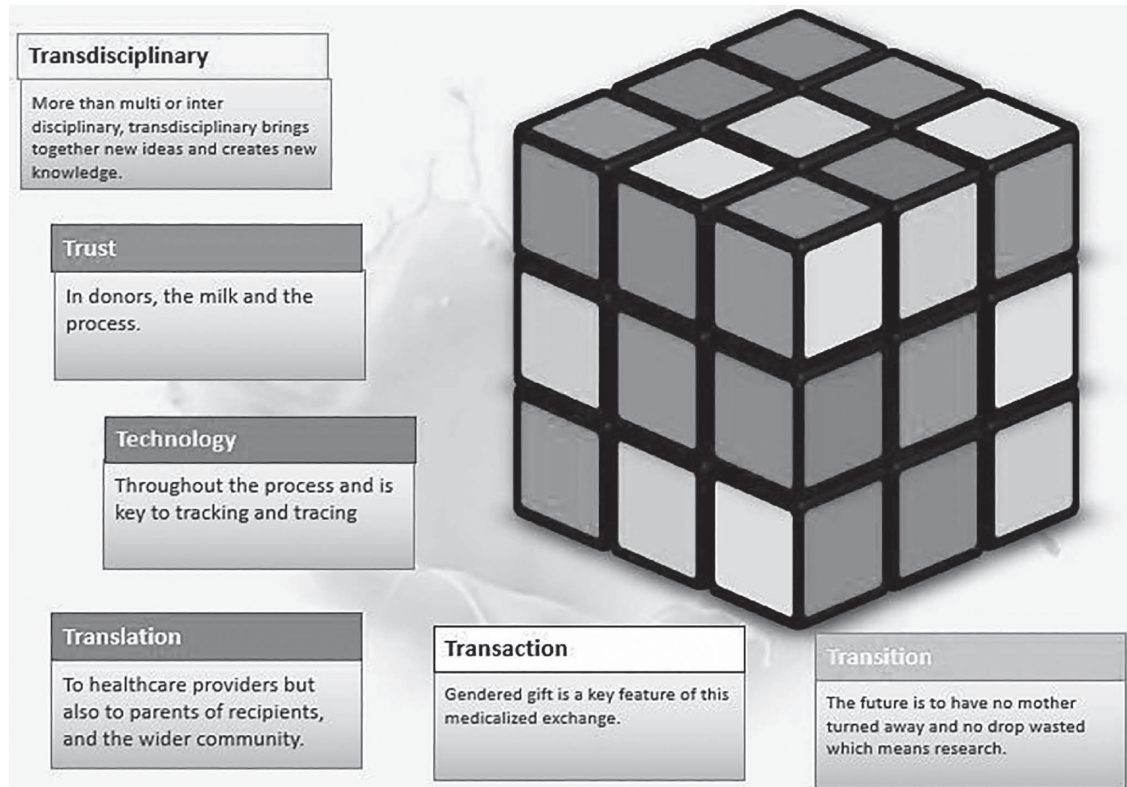 Transdisciplinary
More than multi or inter
disciplinary, transdisciplinary brings
together new ideas and creates new
knowledge.
Trust
In donors, the milk and the
process.
Technology
Throughout the process and is
key to tracking and tracing
Translation
To healthcare providers but
also to parents of recipients,
and the wider community.
Transaction
Gendered gift is a key feature of this
medicalized exchange.
Transition
The future is to have no mother
turned away and no drop wasted
which means research.